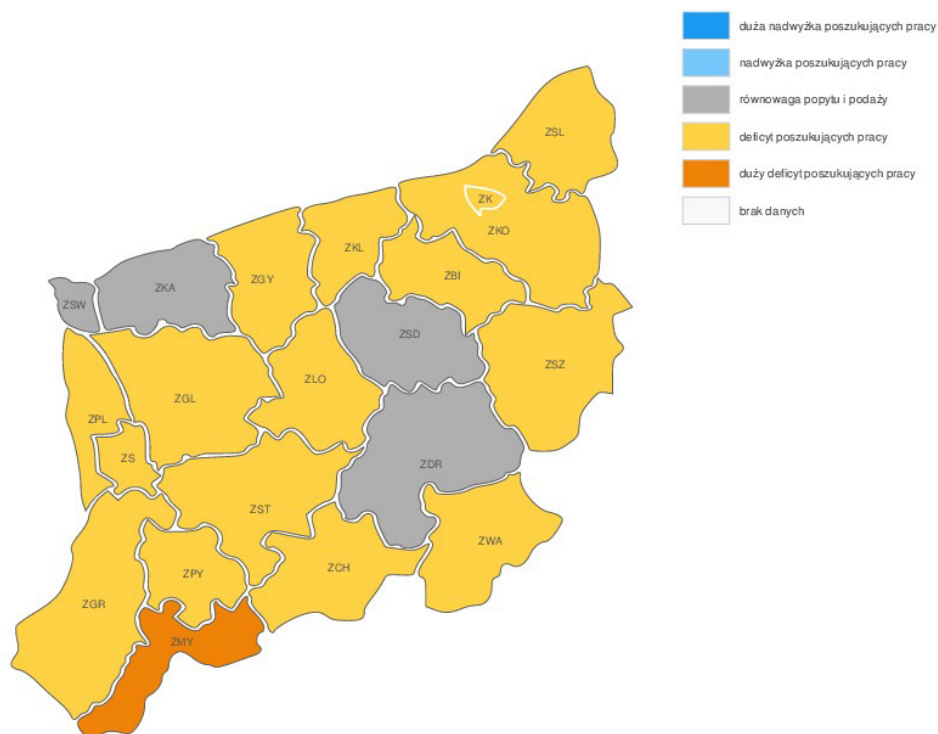 duża nadwyżka poszukujących pracy
nadwyżka poszukujących pracy
równowaga popytu i podaży
deficyt poszukujących pracy
duży deficyt poszukujących pracy
brak danych
ZSL
ZK
ZKO
ZKL
ZGY
ZBI
ZKA
ZSW
ZSD
ZSZ
ZLO
ZGL
ZPL
ZS
ZDR
ZST
ZWA
ZCH
ZPY
ZGR
ZMY